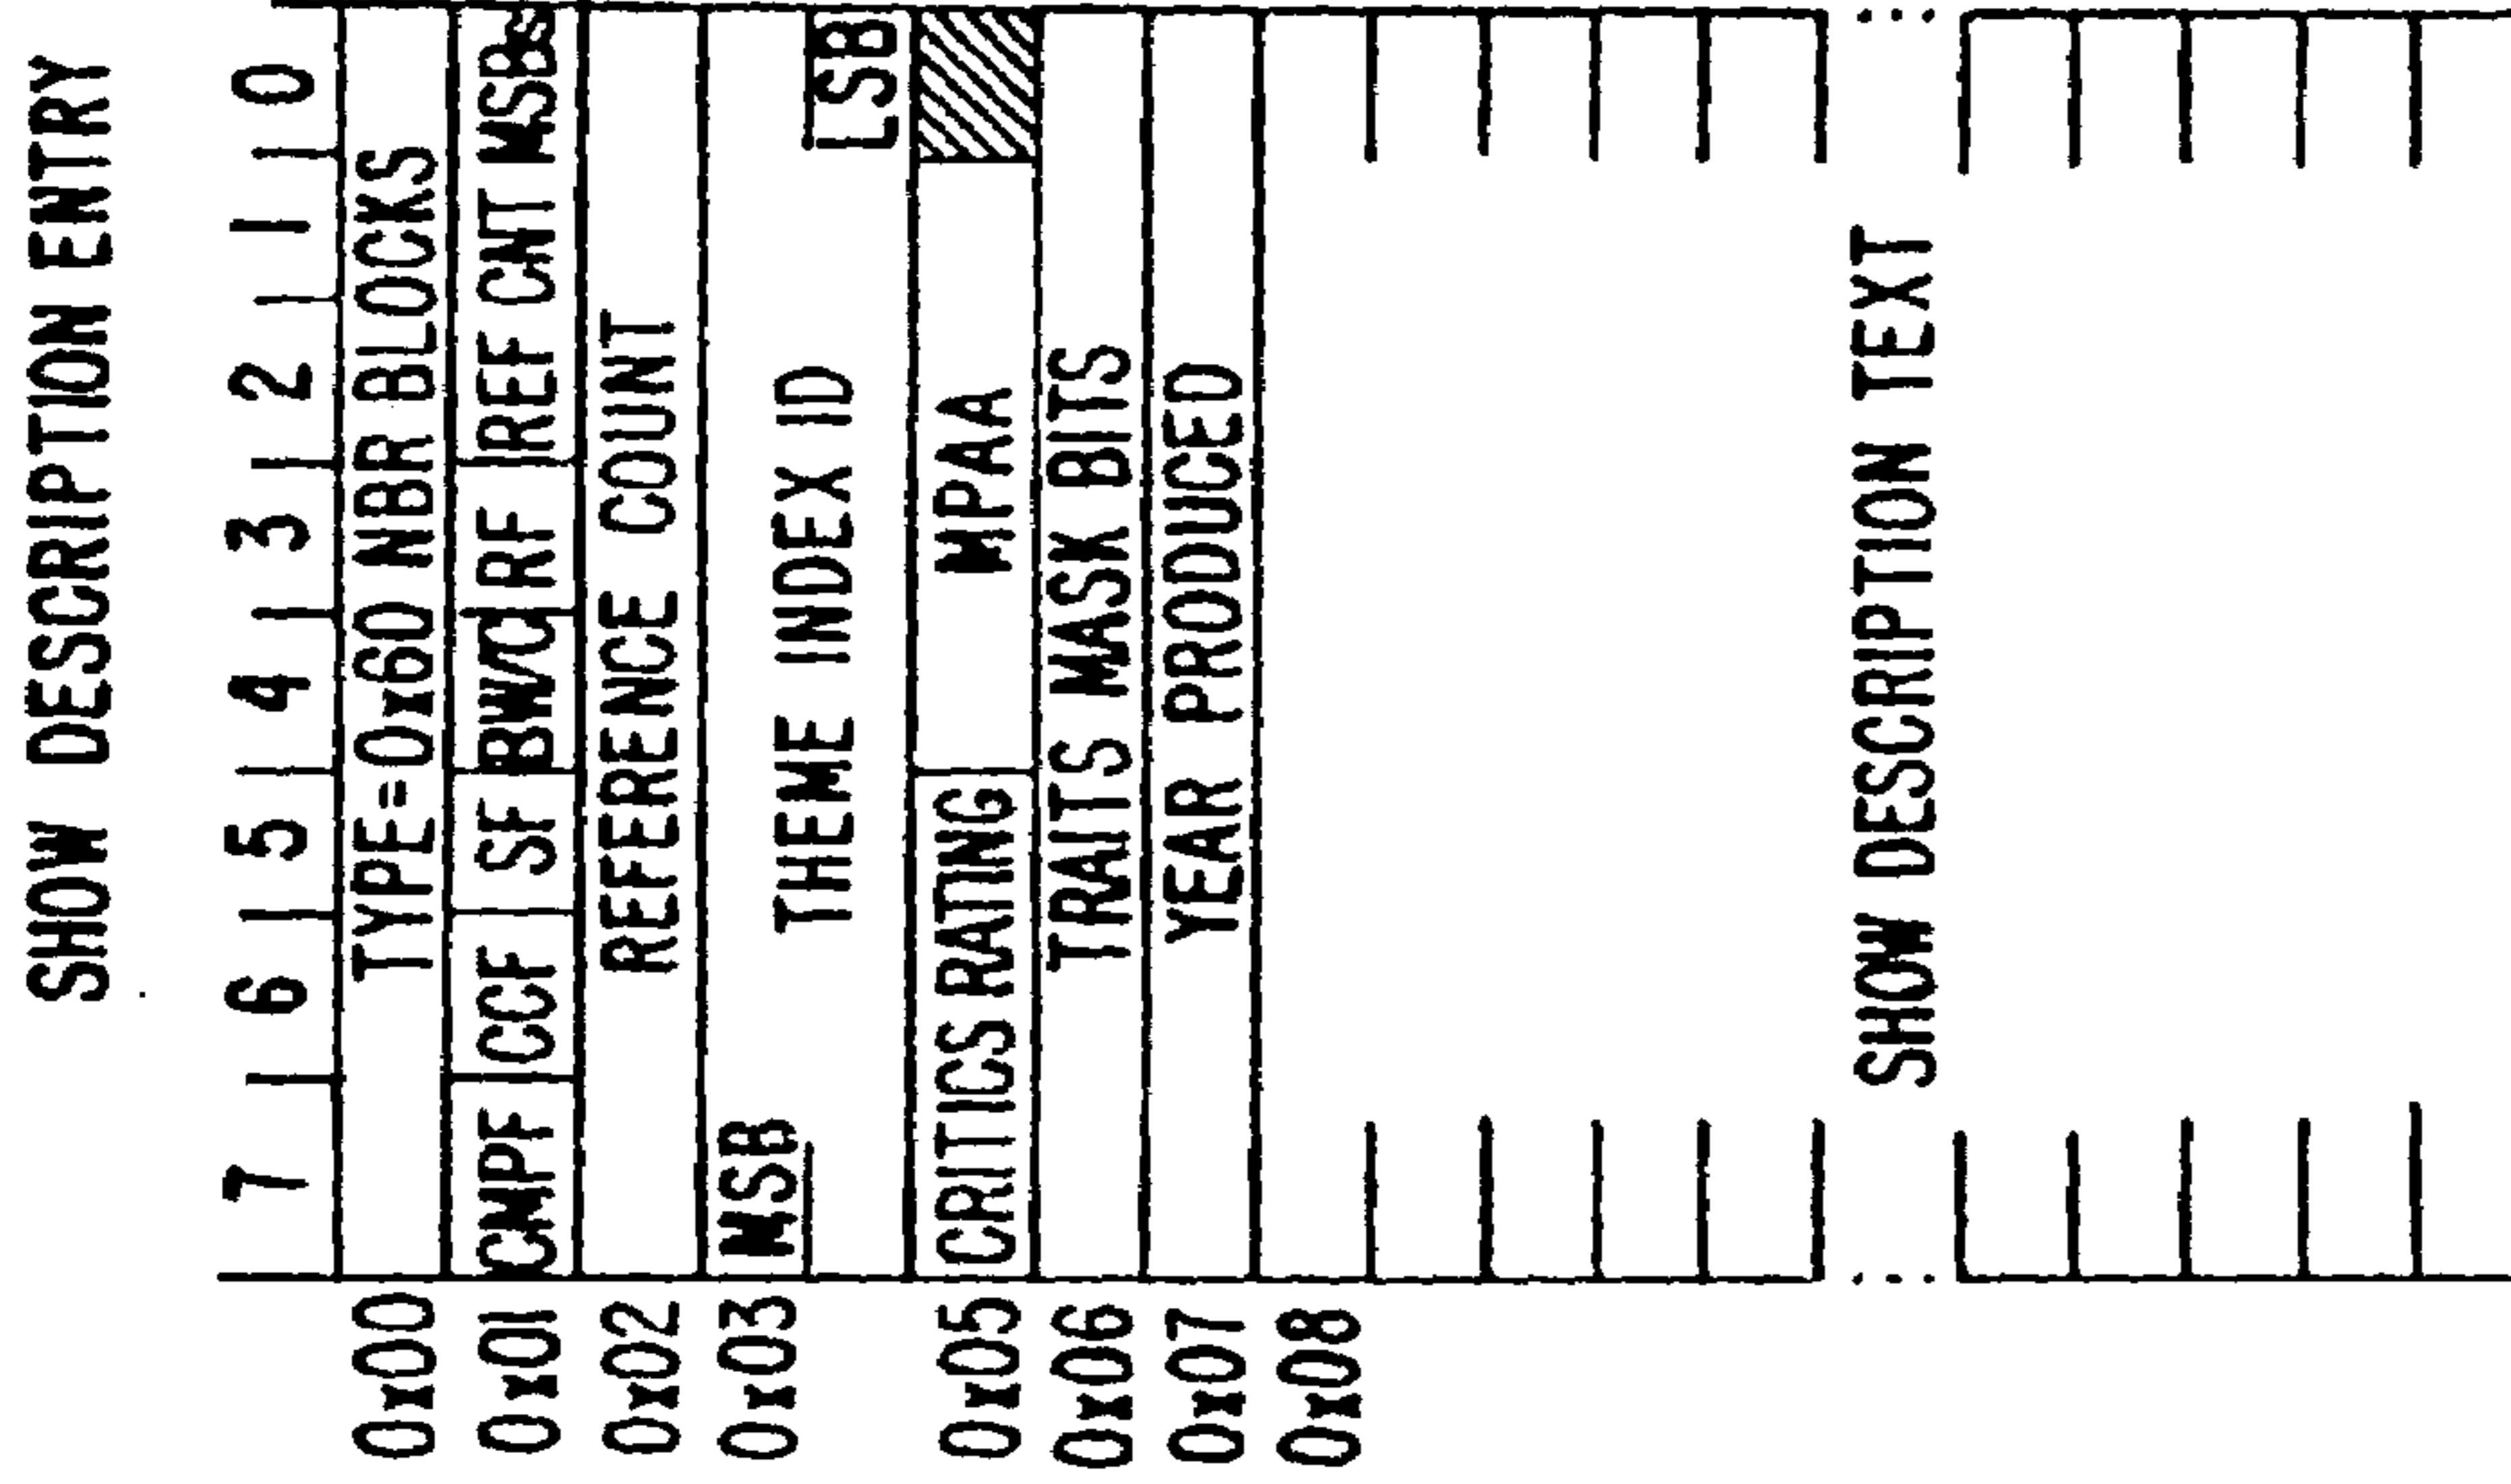 SHOW DESCRIPTION ENTRY
7 6 5 4 3 2 1 0
0x00 TYPE=0x60 NBR BLOCKS
0x01 CMPF CCF SF BW/C RF REF CNT MSBs
0x02 REFERENCE COUNT
0x03 MSB
THEME INDEX ID
LSB
0x05 CRITICS RATING MPAA
0x06 TRAITS MASK BITS
0x07 YEAR PRODUCED
0x08
SHOW DESCRIPTION TEXT